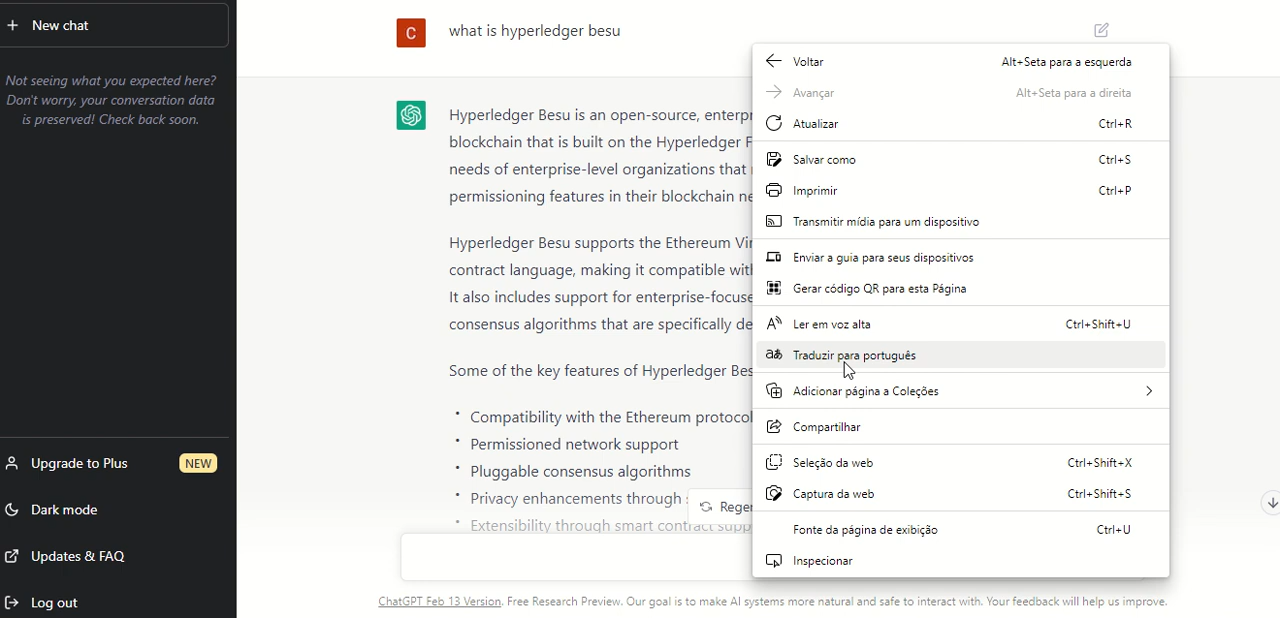 + New chat
Not seeing what you expected here?
Don't worry, your conversation data
is preserved! Check back soon.
Upgrade to Plus NEW
Dark mode
Updates & FAQ
Log out
C what is hyperledger besu
Hyperledger Besu is an open-source,
blockchain that is built on the Hyperledger
needs of enterprise-level organizations that
permissioning features in their blockchain
Hyperledger Besu supports the Ethereum
contract language, making it compatible
It also includes support for
consensus algorithms that are specifically
Some of the key features of Hyperledger
• Compatibility with the Ethereum
• Permissioned network support
• Pluggable consensus algorithms
• Privacy enhancements through
• Extensibility through smart contract
ChatGPT Feb 13 Version. Free Research Preview. Our goal is to make AI systems more natural and safe to interact with. Your feedback will help us improve.
Voltar Alt+Seta para a esquerda
Avançar Alt+Seta para a direita
Atualizar Ctrl+R
Salvar como Ctrl+S
Imprimir Ctrl+P
Transmitir mídia para um dispositivo
Enviar a guia para seus dispositivos
Gerar código QR para esta Página
Ler em voz alta Ctrl+Shift+U
Traduzir para português
Adicionar página a Coleções
Compartilhar
Seleção da web Ctrl+Shift+X
Captura da web Ctrl+Shift+S
Fonte da página de exibição Ctrl+U
Inspecionar